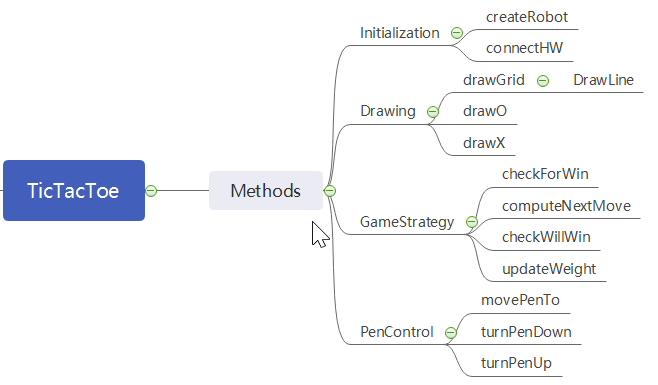 TicTacToe
Methods
Initialization
createRobot
connectHW
Drawing
drawGrid
DrawLine
drawO
drawX
GameStrategy
checkForWin
computeNextMove
checkWillWin
updateWeight
PenControl
movePenTo
turnPenDown
turnPenUp